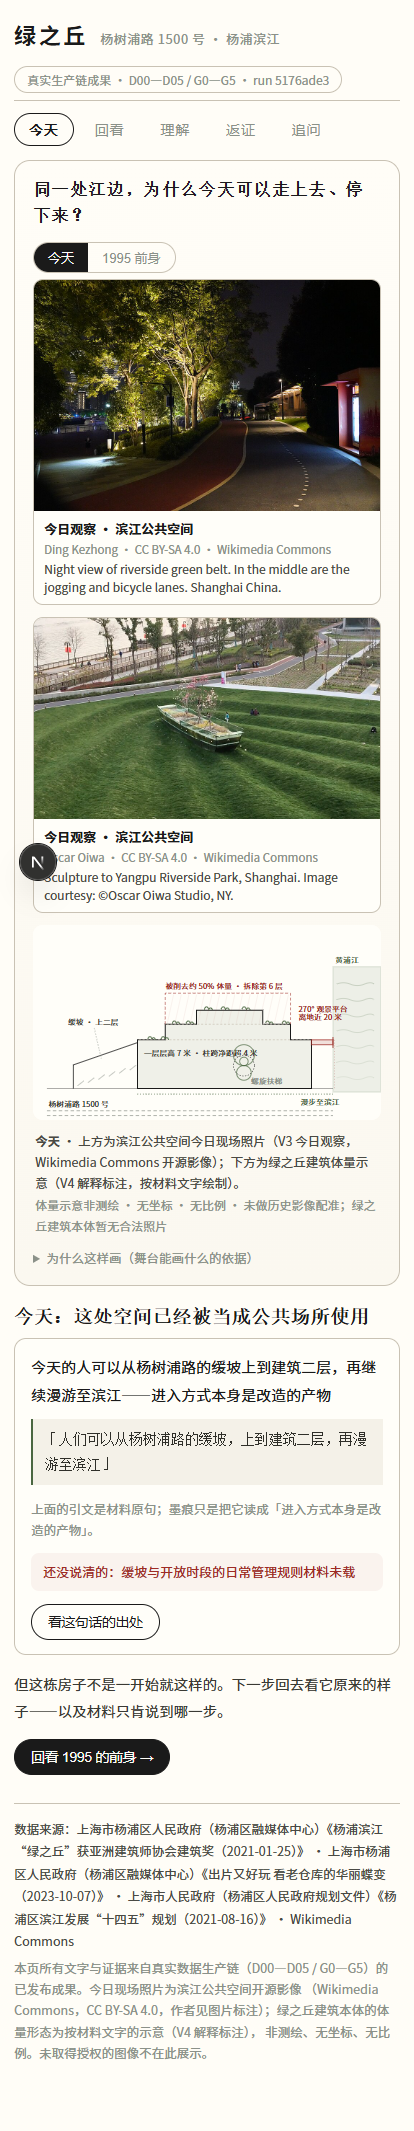 绿之丘 杨树浦路 1500 号 · 杨浦滨江
真实生产链成果 · D00—D05 / G0—G5 · run 5176ade3
今天 回看 理解 返证 追问
同一处江边，为什么今天可以走上去、停
下来？
今天 1995 前身
今日观察 · 滨江公共空间
Ding Kezhong · CC BY-SA 4.0 · Wikimedia Commons
Night view of riverside green belt. In the middle are the
jogging and bicycle lanes. Shanghai China.
今日观察 · 滨江公共空间
scar Oiwa · CC BY-SA 4.0 · Wikimedia Commons
N
Sculpture to Yangpu Riverside Park, Shanghai. Image
courtesy: ©Oscar Oiwa Studio, NY.
黄浦江
被削去约 50% 体量 · 拆除第 6 层
270° 观景平台
离地近 20 米
缓坡 · 上二层
一层层高 7 米 · 柱跨净距超 4 米
螺旋扶梯
杨树浦路 1500 号
漫步至滨江
今天 · 上方为滨江公共空间今日现场照片（V3 今日观察，
Wikimedia Commons 开源影像）；下方为绿之丘建筑体量示
意（V4 解释标注，按材料文字绘制）。
体量示意非测绘 · 无坐标 · 无比例 · 未做历史影像配准；绿之
丘建筑本体暂无合法照片
▶ 为什么这样画（舞台能画什么的依据）
今天：这处空间已经被当成公共场所使用
今天的人可以从杨树浦路的缓坡上到建筑二层，再继
续漫游至滨江——进入方式本身是改造的产物
「人们可以从杨树浦路的缓坡，上到建筑二层，再漫
游至滨江」
上面的引文是材料原句；墨痕只是把它读成「进入方式本身是改
造的产物」。
还没说清的：缓坡与开放时段的日常管理规则材料未载
看这句话的出处
但这栋房子不是一开始就这样的。下一步回去看它原来的样
子——以及材料只肯说到哪一步。
回看 1995 的前身 →
数据来源：上海市杨浦区人民政府（杨浦区融媒体中心）《杨浦滨江
“绿之丘”获亚洲建筑师协会建筑奖（2021-01-25）》 · 上海市杨浦
区人民政府（杨浦区融媒体中心）《出片又好玩 看老仓库的华丽蝶变
（2023-10-07）》 · 上海市人民政府（杨浦区人民政府规划文件）《杨
浦区滨江发展“十四五”规划（2021-08-16）》 · Wikimedia
Commons
本页所有文字与证据来自真实数据生产链（D00—D05 / G0—G5）的
已发布成果。今日现场照片为滨江公共空间开源影像 （Wikimedia
Commons，CC BY-SA 4.0，作者见图片标注）；绿之丘建筑本体的体
量形态为按材料文字的示意（V4 解释标注）， 非测绘、无坐标、无比
例。未取得授权的图像不在此展示。